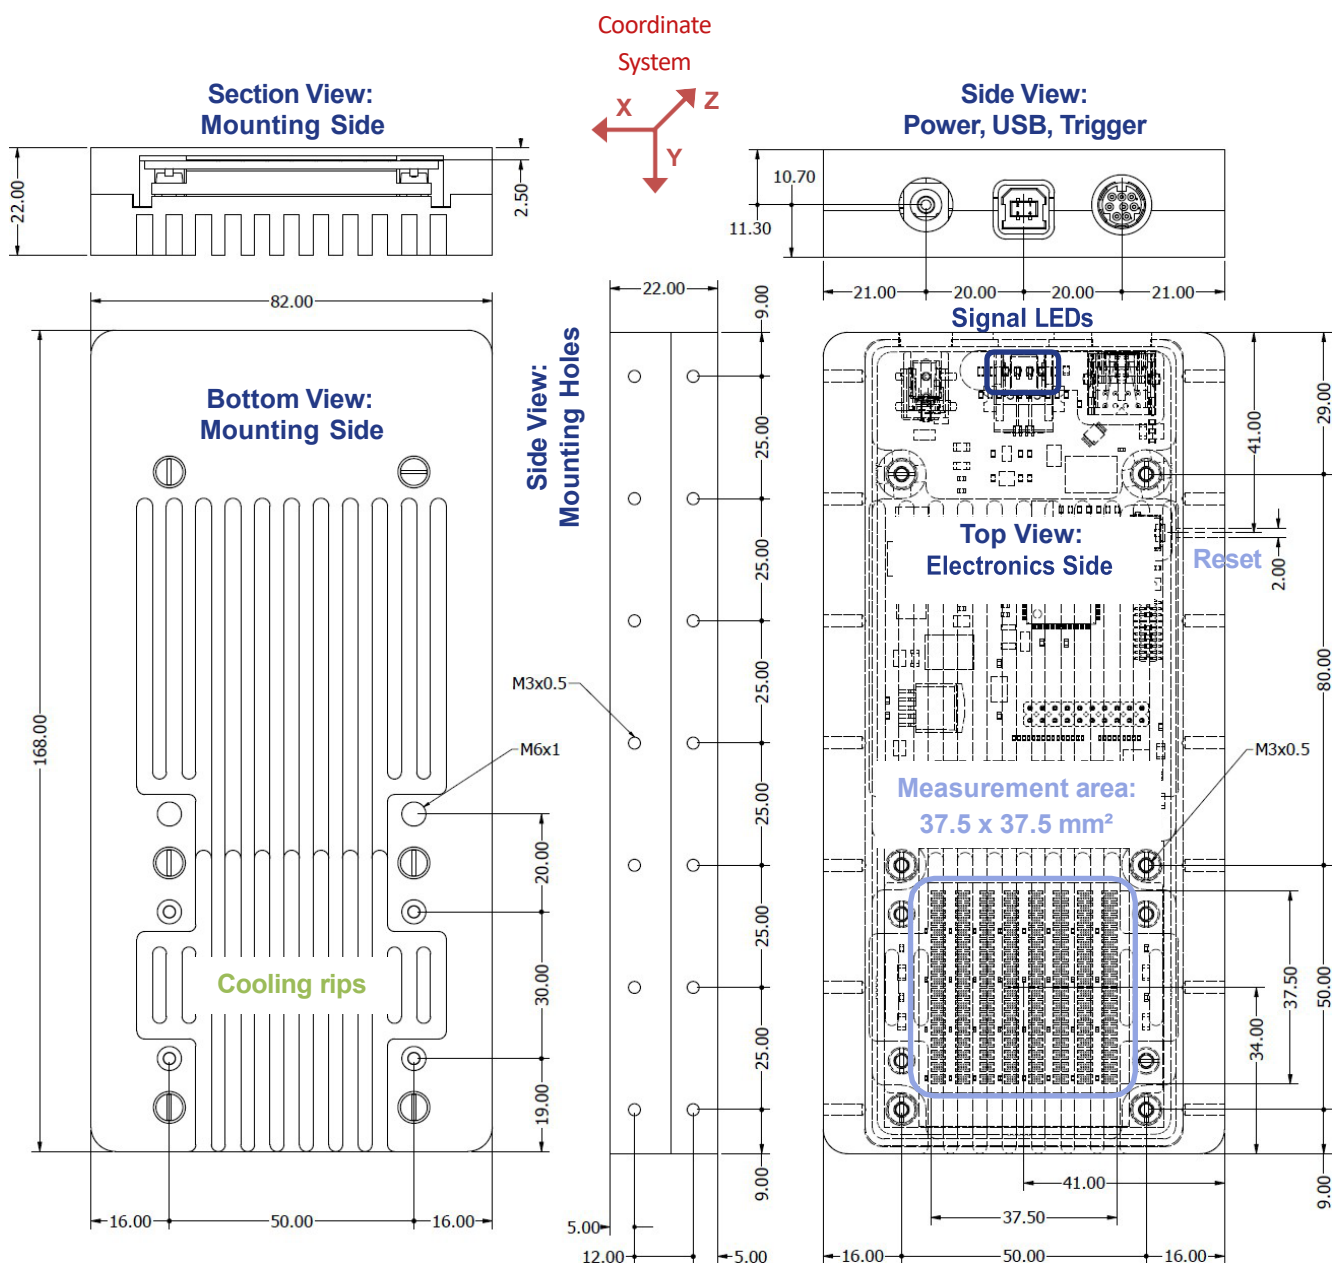 Coordinate
System
X
Z
Y
Section View:
Mounting Side
22.00
2.50
82.00
Side View:
Power, USB, Trigger
10.70
11.30
21.00
20.00
20.00
21.00
Bottom View:
Mounting Side
168.00
M3x0.5
M6x1
20.00
30.00
19.00
Cooling rips
16.00
50.00
16.00
Side View:
Mounting Holes
22.00
9.00
25.00
25.00
25.00
25.00
25.00
25.00
9.00
5.00
12.00
5.00
Signal LEDs
Top View:
Electronics Side
Reset
41.00
2.00
29.00
80.00
M3x0.5
Measurement area:
37.5 x 37.5 mm²
37.50
34.00
50.00
9.00
41.00
37.50
16.00
50.00
16.00